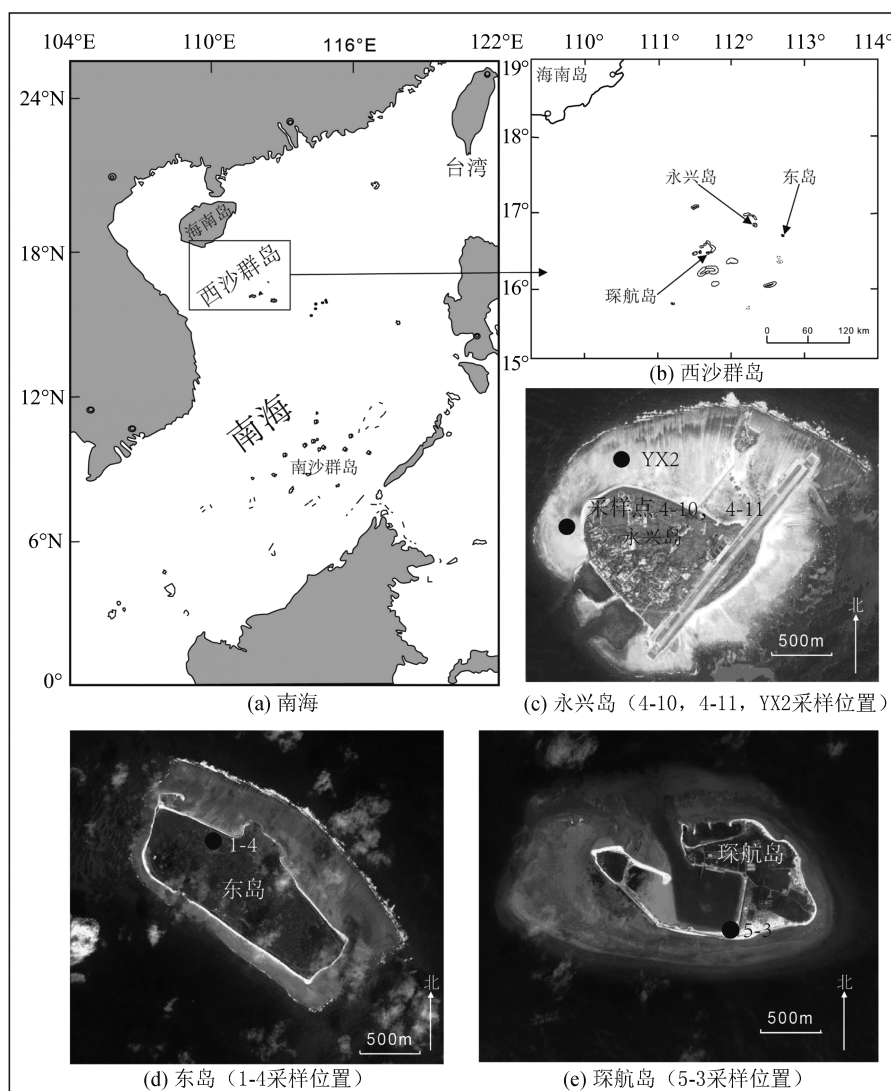 104°E 110°E 116°E 122°E
24°N
18°N
12°N
6°N
0°
台湾
海南岛
西沙群岛
南海
南沙群岛
(a) 南海
110° 111° 112° 113° 114°
19°
18°
17°
16°
15°
海南岛
永兴岛
东岛
琛航岛
0 60 120 km
(b) 西沙群岛
YX2
采样点 4-10， 4-11
永兴岛
北
500m
(c) 永兴岛（4-10，4-11，YX2采样位置）
1-4
东岛
北
500m
(d) 东岛（1-4采样位置）
琛航岛
5-3
北
500m
(e) 琛航岛（5-3采样位置）